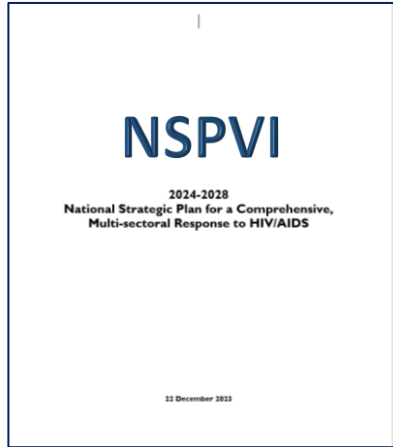 NSPVI
2024-2028
National Strategic Plan for a Comprehensive,
Multi-sectoral Response to HIV/AIDS
22 December 2023